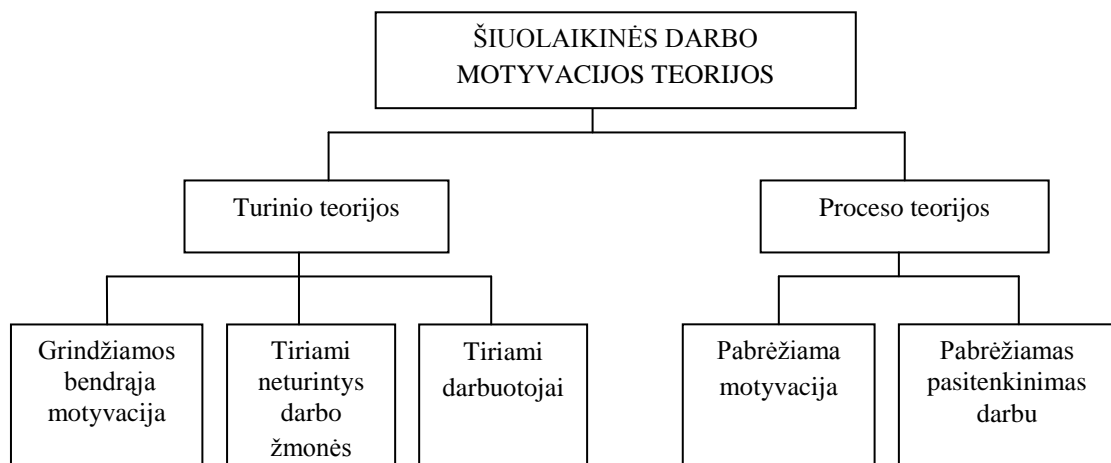 ŠIUOLAIKINĖS DARBO
MOTYVACIJOS TEORIJOS
Turinio teorijos
Proceso teorijos
Grindžiamos
bendrąja
motyvacija
Tiriami
neturintys
darbo
žmonės
Tiriami
darbuotojai
Pabrėžiama
motyvacija
Pabrėžiamas
pasitenkinimas
darbu